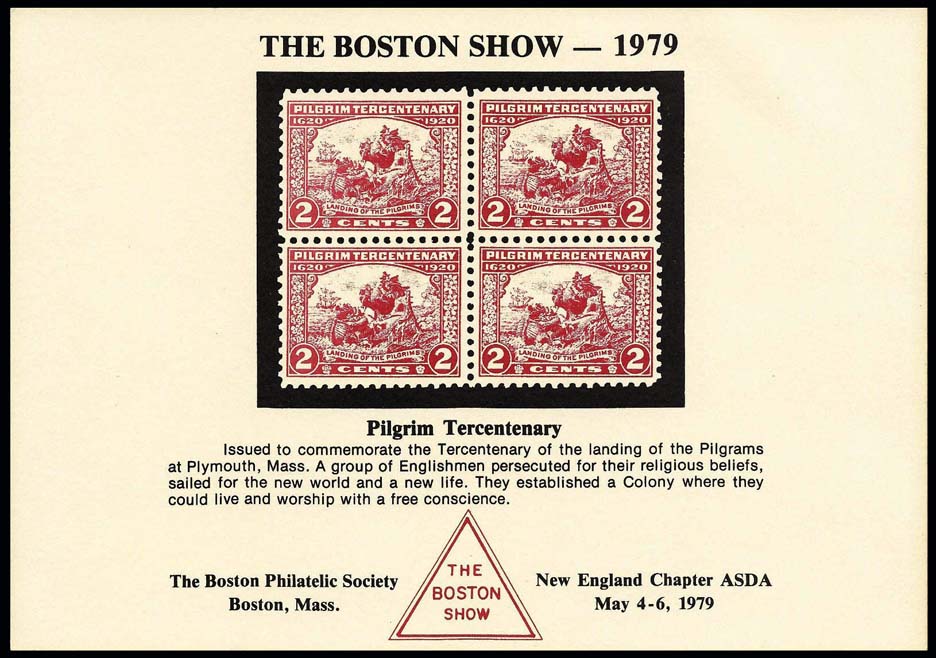 THE BOSTON SHOW — 1979
PILGRIM TERCENTENARY
1620 1920
LANDING OF THE PILGRIMS
2 CENTS 2
PILGRIM TERCENTENARY
1620 1920
LANDING OF THE PILGRIMS
2 CENTS 2
PILGRIM TERCENTENARY
1620 1920
LANDING OF THE PILGRIMS
2 CENTS 2
PILGRIM TERCENTENARY
1620 1920
LANDING OF THE PILGRIMS
2 CENTS 2
Pilgrim Tercentenary
Issued to commemorate the Tercentenary of the landing of the Pilgrams
at Plymouth, Mass. A group of Englishmen persecuted for their religious beliefs,
sailed for the new world and a new life. They established a Colony where they
could live and worship with a free conscience.
The Boston Philatelic Society
Boston, Mass.
THE
BOSTON
SHOW
New England Chapter ASDA
May 4-6, 1979